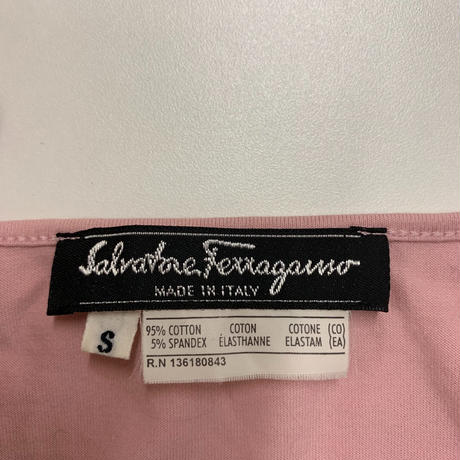 Salvatore Ferragamo
MADE IN ITALY
S
95% COTTON COTON COTONE (CO)
5% SPANDEX ÉLASTHANNE ELASTAM (EA)
R.N 136180843